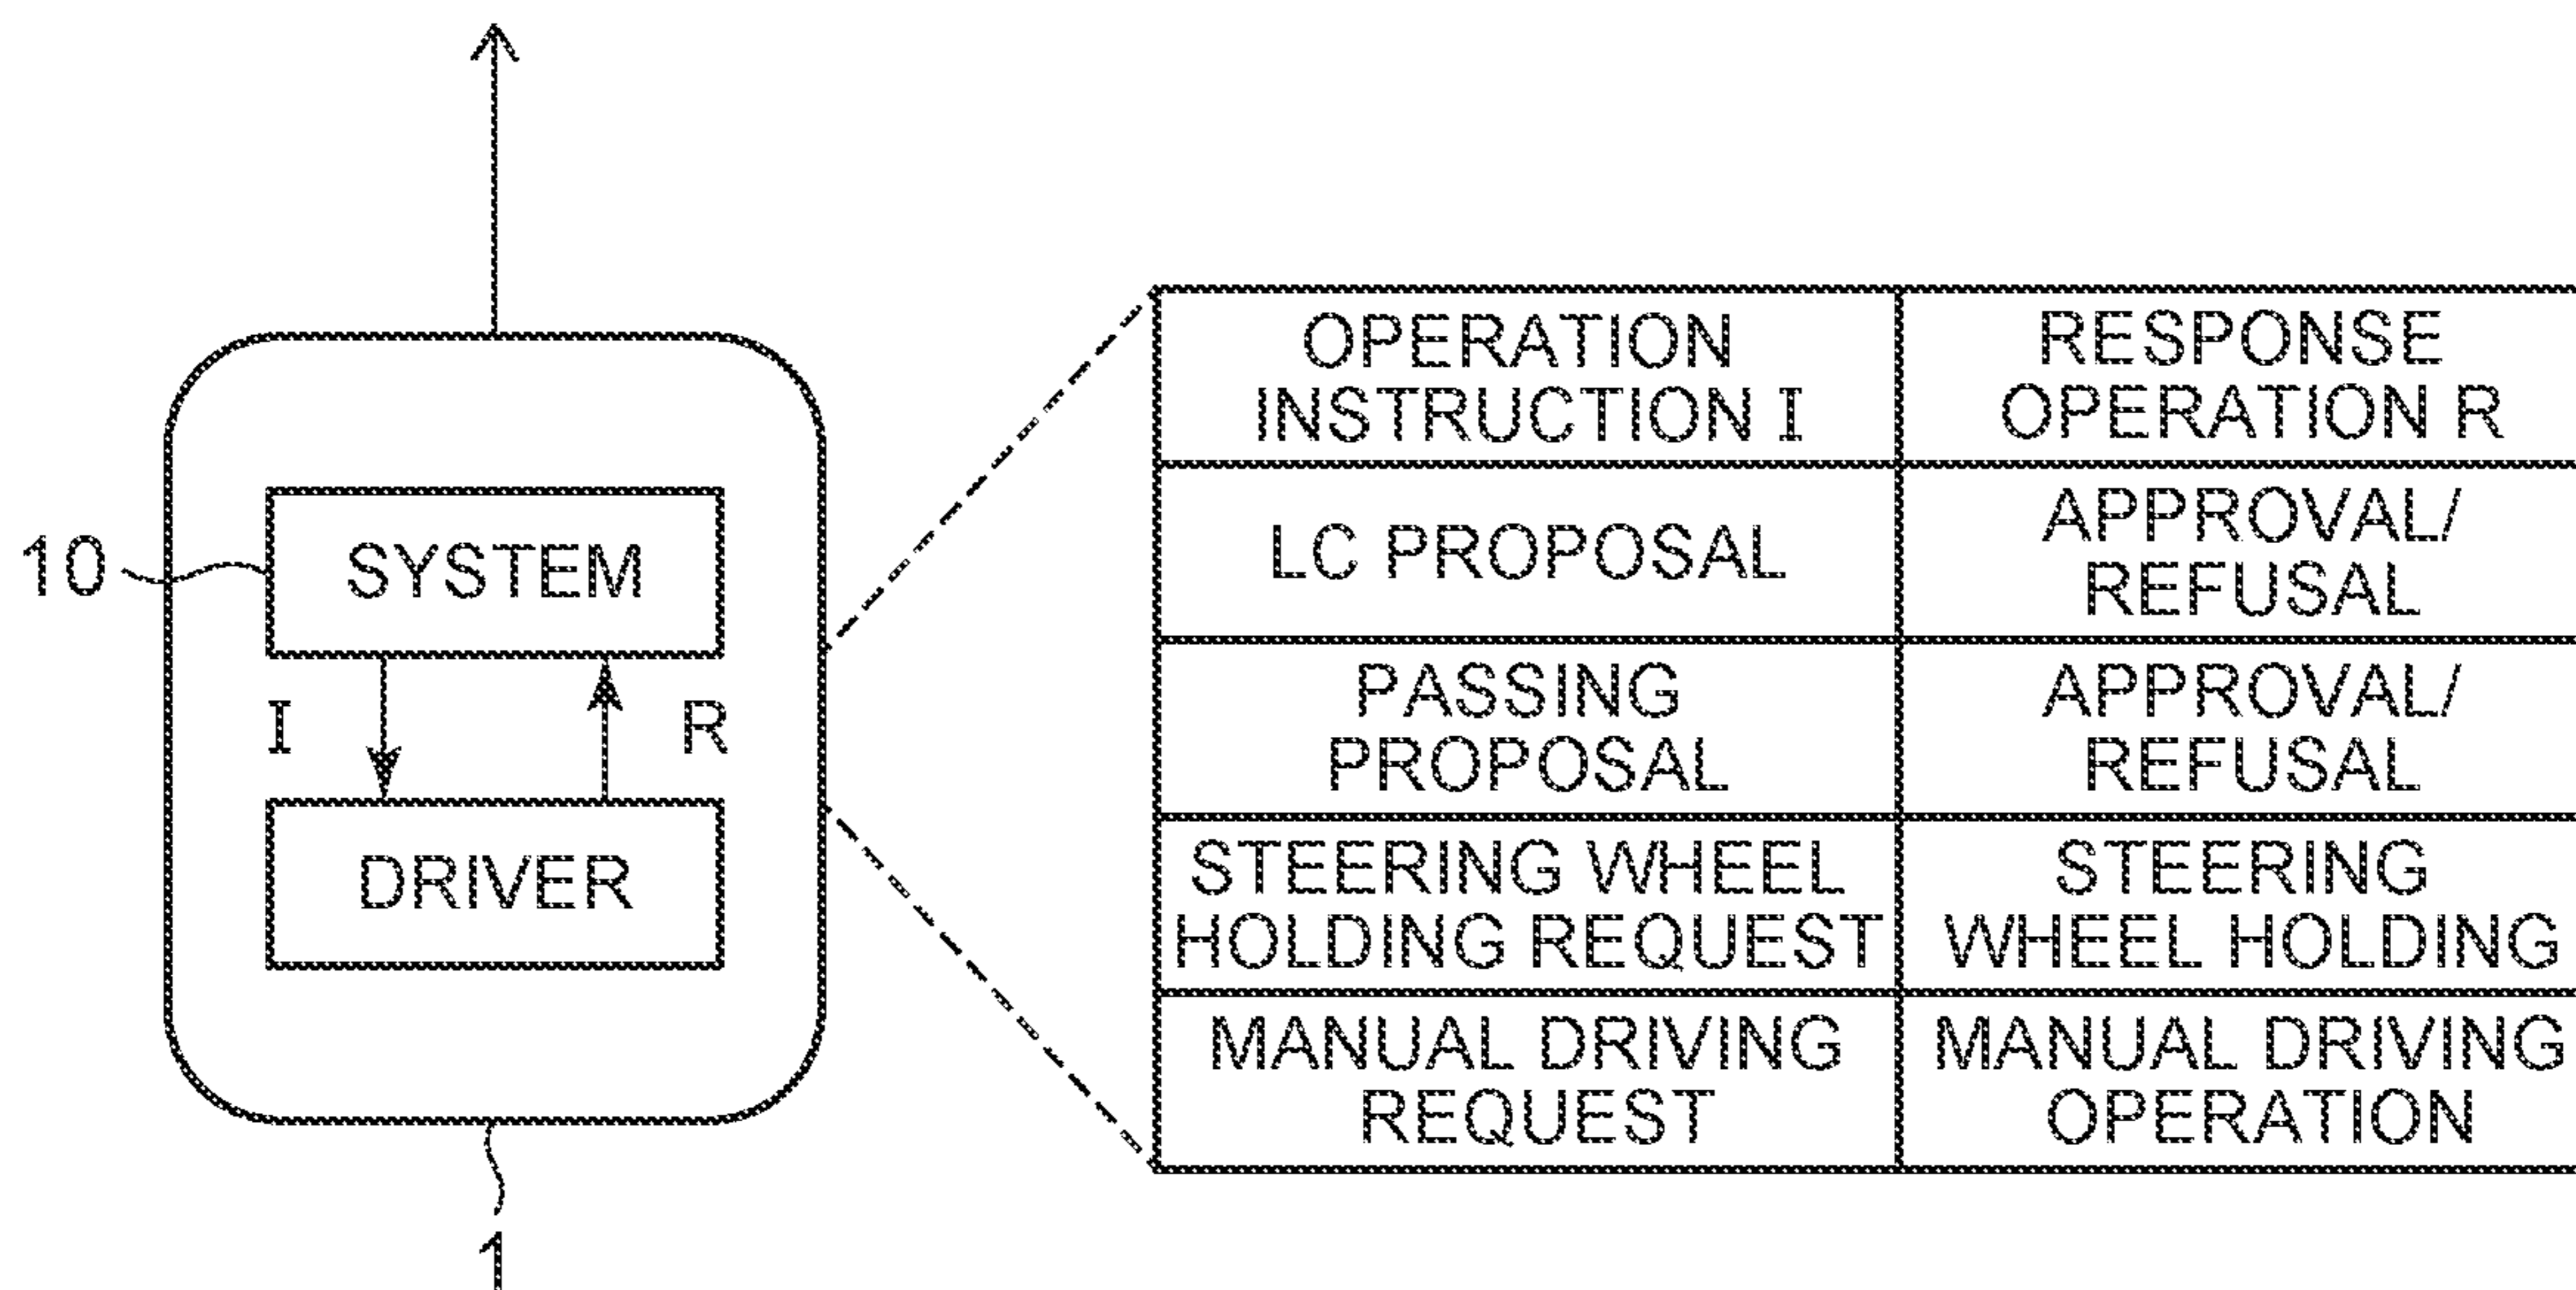 10
SYSTEM
I
R
DRIVER
1
OPERATION
INSTRUCTION I
RESPONSE
OPERATION R
LC PROPOSAL
APPROVAL/
REFUSAL
PASSING
PROPOSAL
APPROVAL/
REFUSAL
STEERING WHEEL
HOLDING REQUEST
STEERING
WHEEL HOLDING
MANUAL DRIVING
REQUEST
MANUAL DRIVING
OPERATION